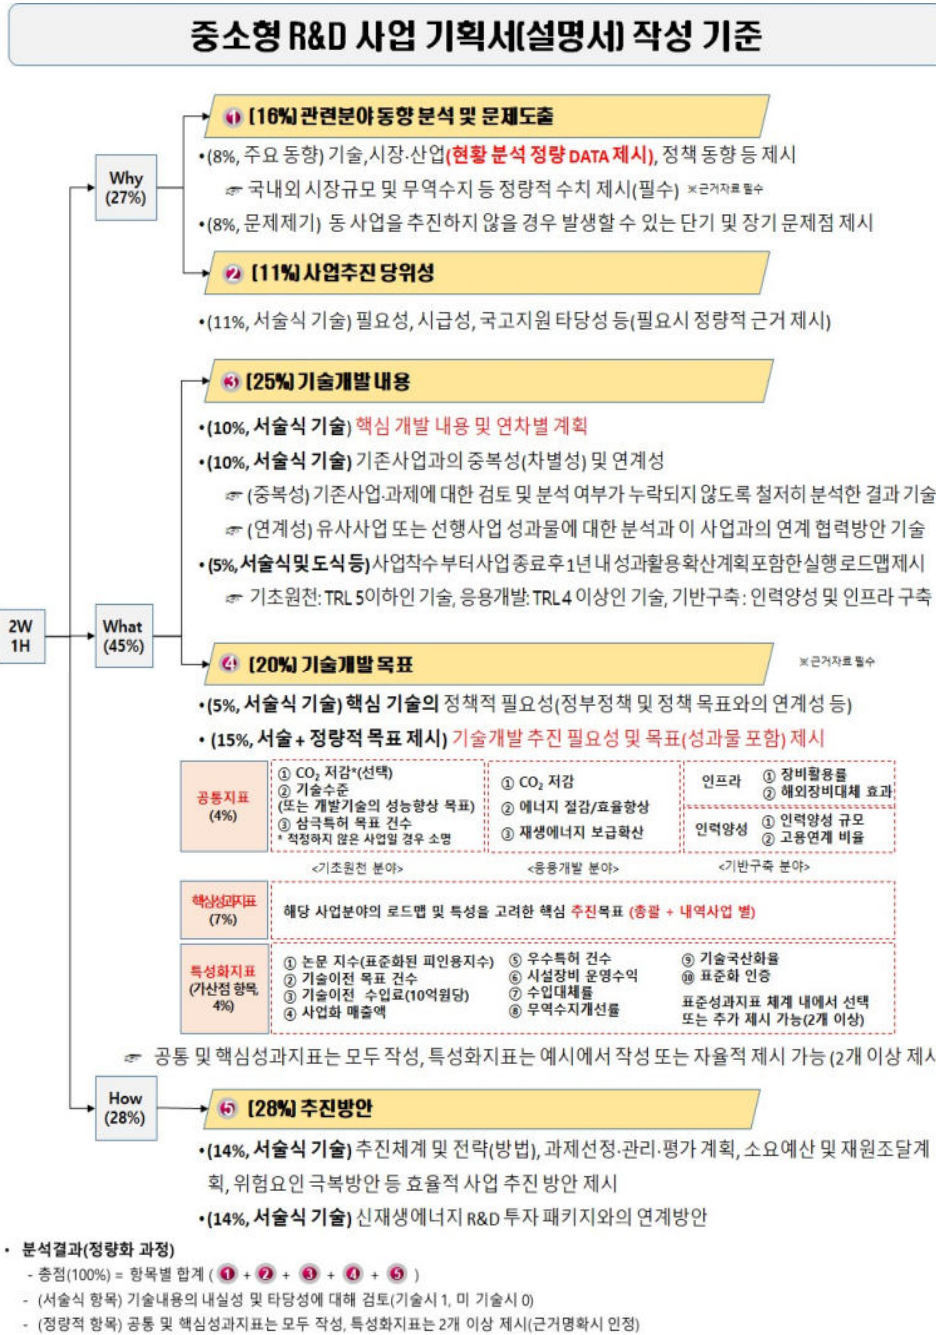 중소형 R&D 사업 기획서(설명서) 작성 기준
❶ [16%] 관련분야 동향 분석 및 문제도출
•(8%, 주요 동향) 기술,시장·산업(현황 분석 정량 DATA 제시), 정책 동향 등 제시
☞ 국내외 시장규모 및 무역수지 등 정량적 수치 제시(필수) ※근거자료 필수
•(8%, 문제제기) 동 사업을 추진하지 않을 경우 발생할 수 있는 단기 및 장기 문제점 제시
Why
(27%)
❷ [11%] 사업추진 당위성
•(11%, 서술식 기술) 필요성, 시급성, 국고지원 타당성 등(필요시 정량적 근거 제시)
❸ [25%] 기술개발 내용
•(10%, 서술식 기술) 핵심 개발 내용 및 연차별 계획
•(10%, 서술식 기술) 기존사업과의 중복성(차별성) 및 연계성
☞ (중복성) 기존사업·과제에 대한 검토 및 분석 여부가 누락되지 않도록 철저히 분석한 결과 기술
☞ (연계성) 유사사업 또는 선행사업 성과물에 대한 분석과 이 사업과의 연계 협력방안 기술
•(5%, 서술식 및 도식 등) 사업착수 부터 사업 종료 후 1년 내 성과활용확산계획 포함한 실행 로드맵 제시
☞ 기초원천: TRL 5이하인 기술, 응용개발: TRL 4 이상인 기술, 기반구축 : 인력양성 및 인프라 구축
2W
1H
What
(45%)
❹ [20%] 기술개발 목표
※근거자료 필수
•(5%, 서술식 기술) 핵심 기술의 정책적 필요성(정부정책 및 정책 목표와의 연계성 등)
• (15%, 서술 + 정량적 목표 제시) 기술개발 추진 필요성 및 목표(성과물 포함) 제시
공통지표
(4%)
① CO₂ 저감*(선택)
② 기술수준
(또는 개발기술의 성능향상 목표)
③ 삼극특허 목표 건수
* 적정하지 않은 사업일 경우 소명
① CO₂ 저감
② 에너지 절감/효율향상
③ 재생에너지 보급확산
인프라
① 장비활용률
② 해외장비대체 효과
인력양성
① 인력양성 규모
② 고용연계 비율
<기초원천 분야>
<응용개발 분야>
<기반구축 분야>
핵심성과지표
(7%)
해당 사업분야의 로드맵 및 특성을 고려한 핵심 추진목표 (총괄 + 내역사업 별)
특성화지표
(가산점 항목,
4%)
① 논문 지수(표준화된 피인용지수)
② 기술이전 목표 건수
③ 기술이전 수입료(10억원당)
④ 사업화 매출액
⑤ 우수특허 건수
⑥ 시설장비 운영수익
⑦ 수입대체률
⑧ 무역수지개선률
⑨ 기술국산화율
⑩ 표준화 인증
표준성과지표 체계 내에서 선택
또는 추가 제시 가능(2개 이상)
☞ 공통 및 핵심성과지표는 모두 작성, 특성화지표는 예시에서 작성 또는 자율적 제시 가능 (2개 이상 제시
How
(28%)
❺ [28%] 추진방안
•(14%, 서술식 기술) 추진체계 및 전략(방법), 과제선정·관리·평가 계획, 소요예산 및 재원조달계
획, 위험요인 극복방안 등 효율적 사업 추진 방안 제시
•(14%, 서술식 기술) 신재생에너지 R&D 투자 패키지와의 연계방안
• 분석결과(정량화 과정)
- 총점(100%) = 항목별 합계 ( ❶ + ❷ + ❸ + ❹ + ❺ )
- (서술식 항목) 기술내용의 내실성 및 타당성에 대해 검토(기술시 1, 미 기술시 0)
- (정량적 항목) 공통 및 핵심성과지표는 모두 작성, 특성화지표는 2개 이상 제시(근거명확시 인정)